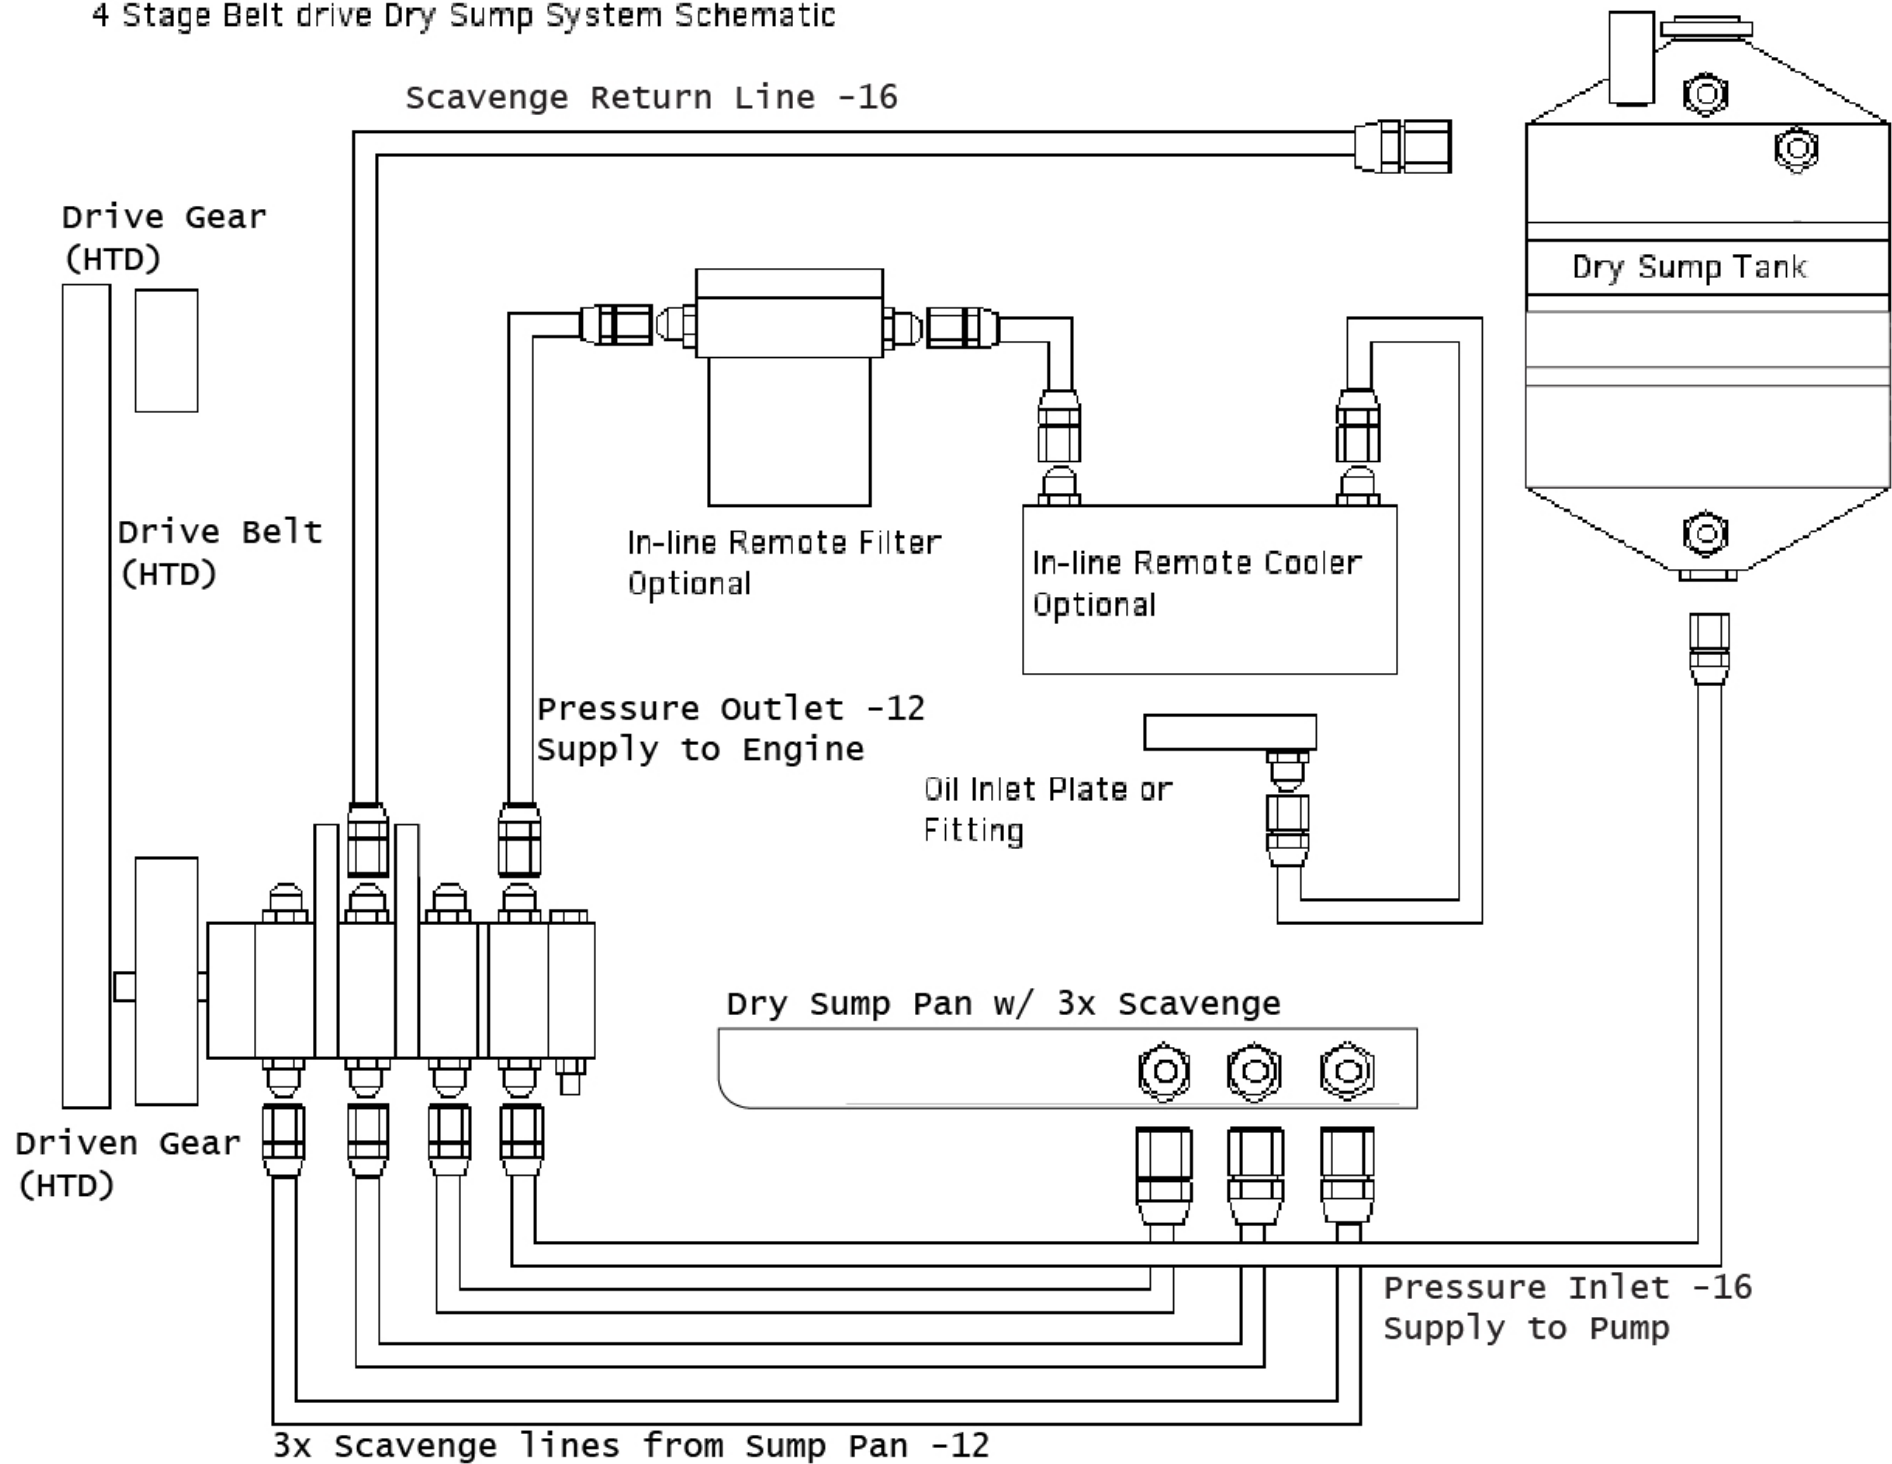 4 Stage Belt drive Dry Sump System Schematic
Scavenge Return Line -16
Drive Gear
(HTD)
Dry Sump Tank
Drive Belt
(HTD)
In-line Remote Filter
Optional
In-line Remote Cooler
Optional
Pressure Outlet -12
Supply to Engine
Oil Inlet Plate or
Fitting
Dry Sump Pan w/ 3x Scavenge
Driven Gear
(HTD)
Pressure Inlet -16
Supply to Pump
3x Scavenge lines from Sump Pan -12